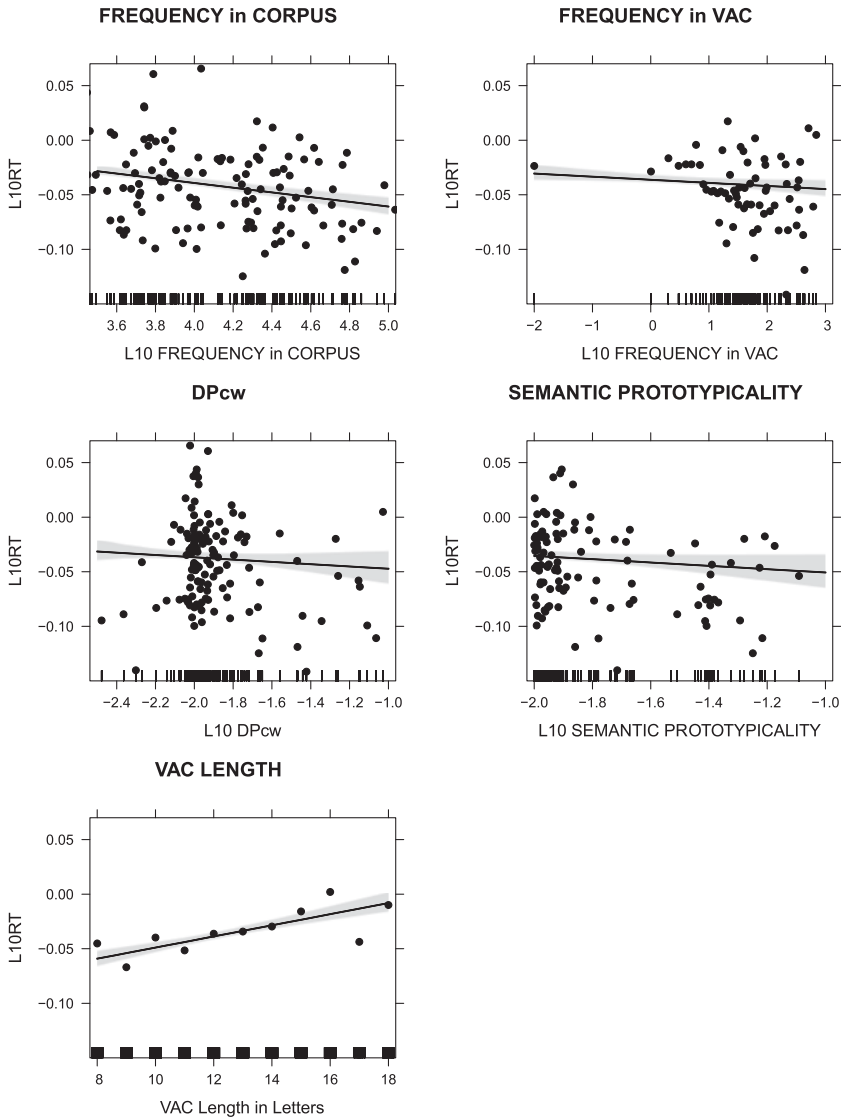 FREQUENCY in CORPUS
FREQUENCY in VAC
L10RT
0.05
0.00
−0.05
−0.10
3.6 3.8 4.0 4.2 4.4 4.6 4.8 5.0
L10 FREQUENCY in CORPUS
L10RT
0.05
0.00
−0.05
−0.10
−2 −1 0 1 2 3
L10 FREQUENCY in VAC
DPcw
SEMANTIC PROTOTYPICALITY
L10RT
0.05
0.00
−0.05
−0.10
−2.4 −2.2 −2.0 −1.8 −1.6 −1.4 −1.2 −1.0
L10 DPcw
L10RT
0.05
0.00
−0.05
−0.10
−2.0 −1.8 −1.6 −1.4 −1.2 −1.0
L10 SEMANTIC PROTOTYPICALITY
VAC LENGTH
L10RT
0.05
0.00
−0.05
−0.10
8 10 12 14 16 18
VAC Length in Letters